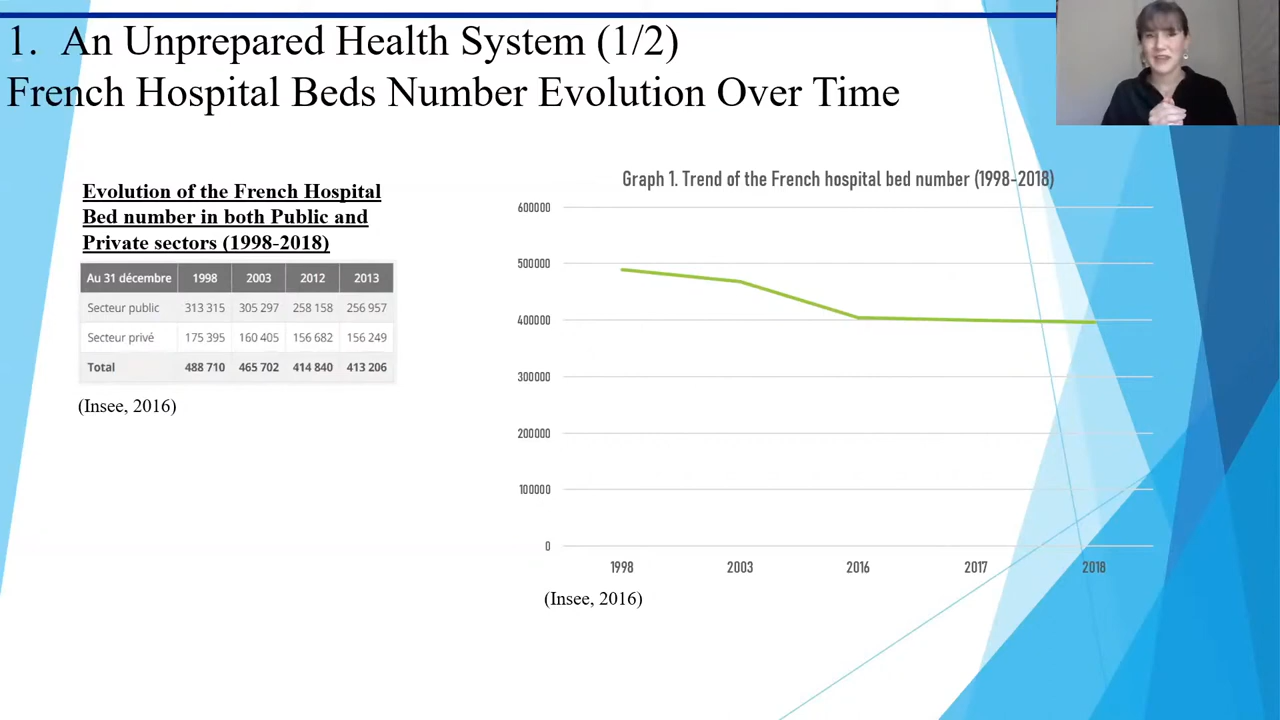 1. An Unprepared Health System (1/2)
French Hospital Beds Number Evolution Over Time
Evolution of the French Hospital
Bed number in both Public and
Private sectors (1998-2018)
Au 31 décembre 1998 2003 2012 2013
Secteur public 313 315 305 297 258 158 256 957
Secteur privé 175 395 160 405 156 682 156 249
Total 488 710 465 702 414 840 413 206
(Insee, 2016)
Graph 1. Trend of the French hospital bed number (1998-2018)
600000
500000
400000
300000
200000
100000
0
1998 2003 2016 2017 2018
(Insee, 2016)